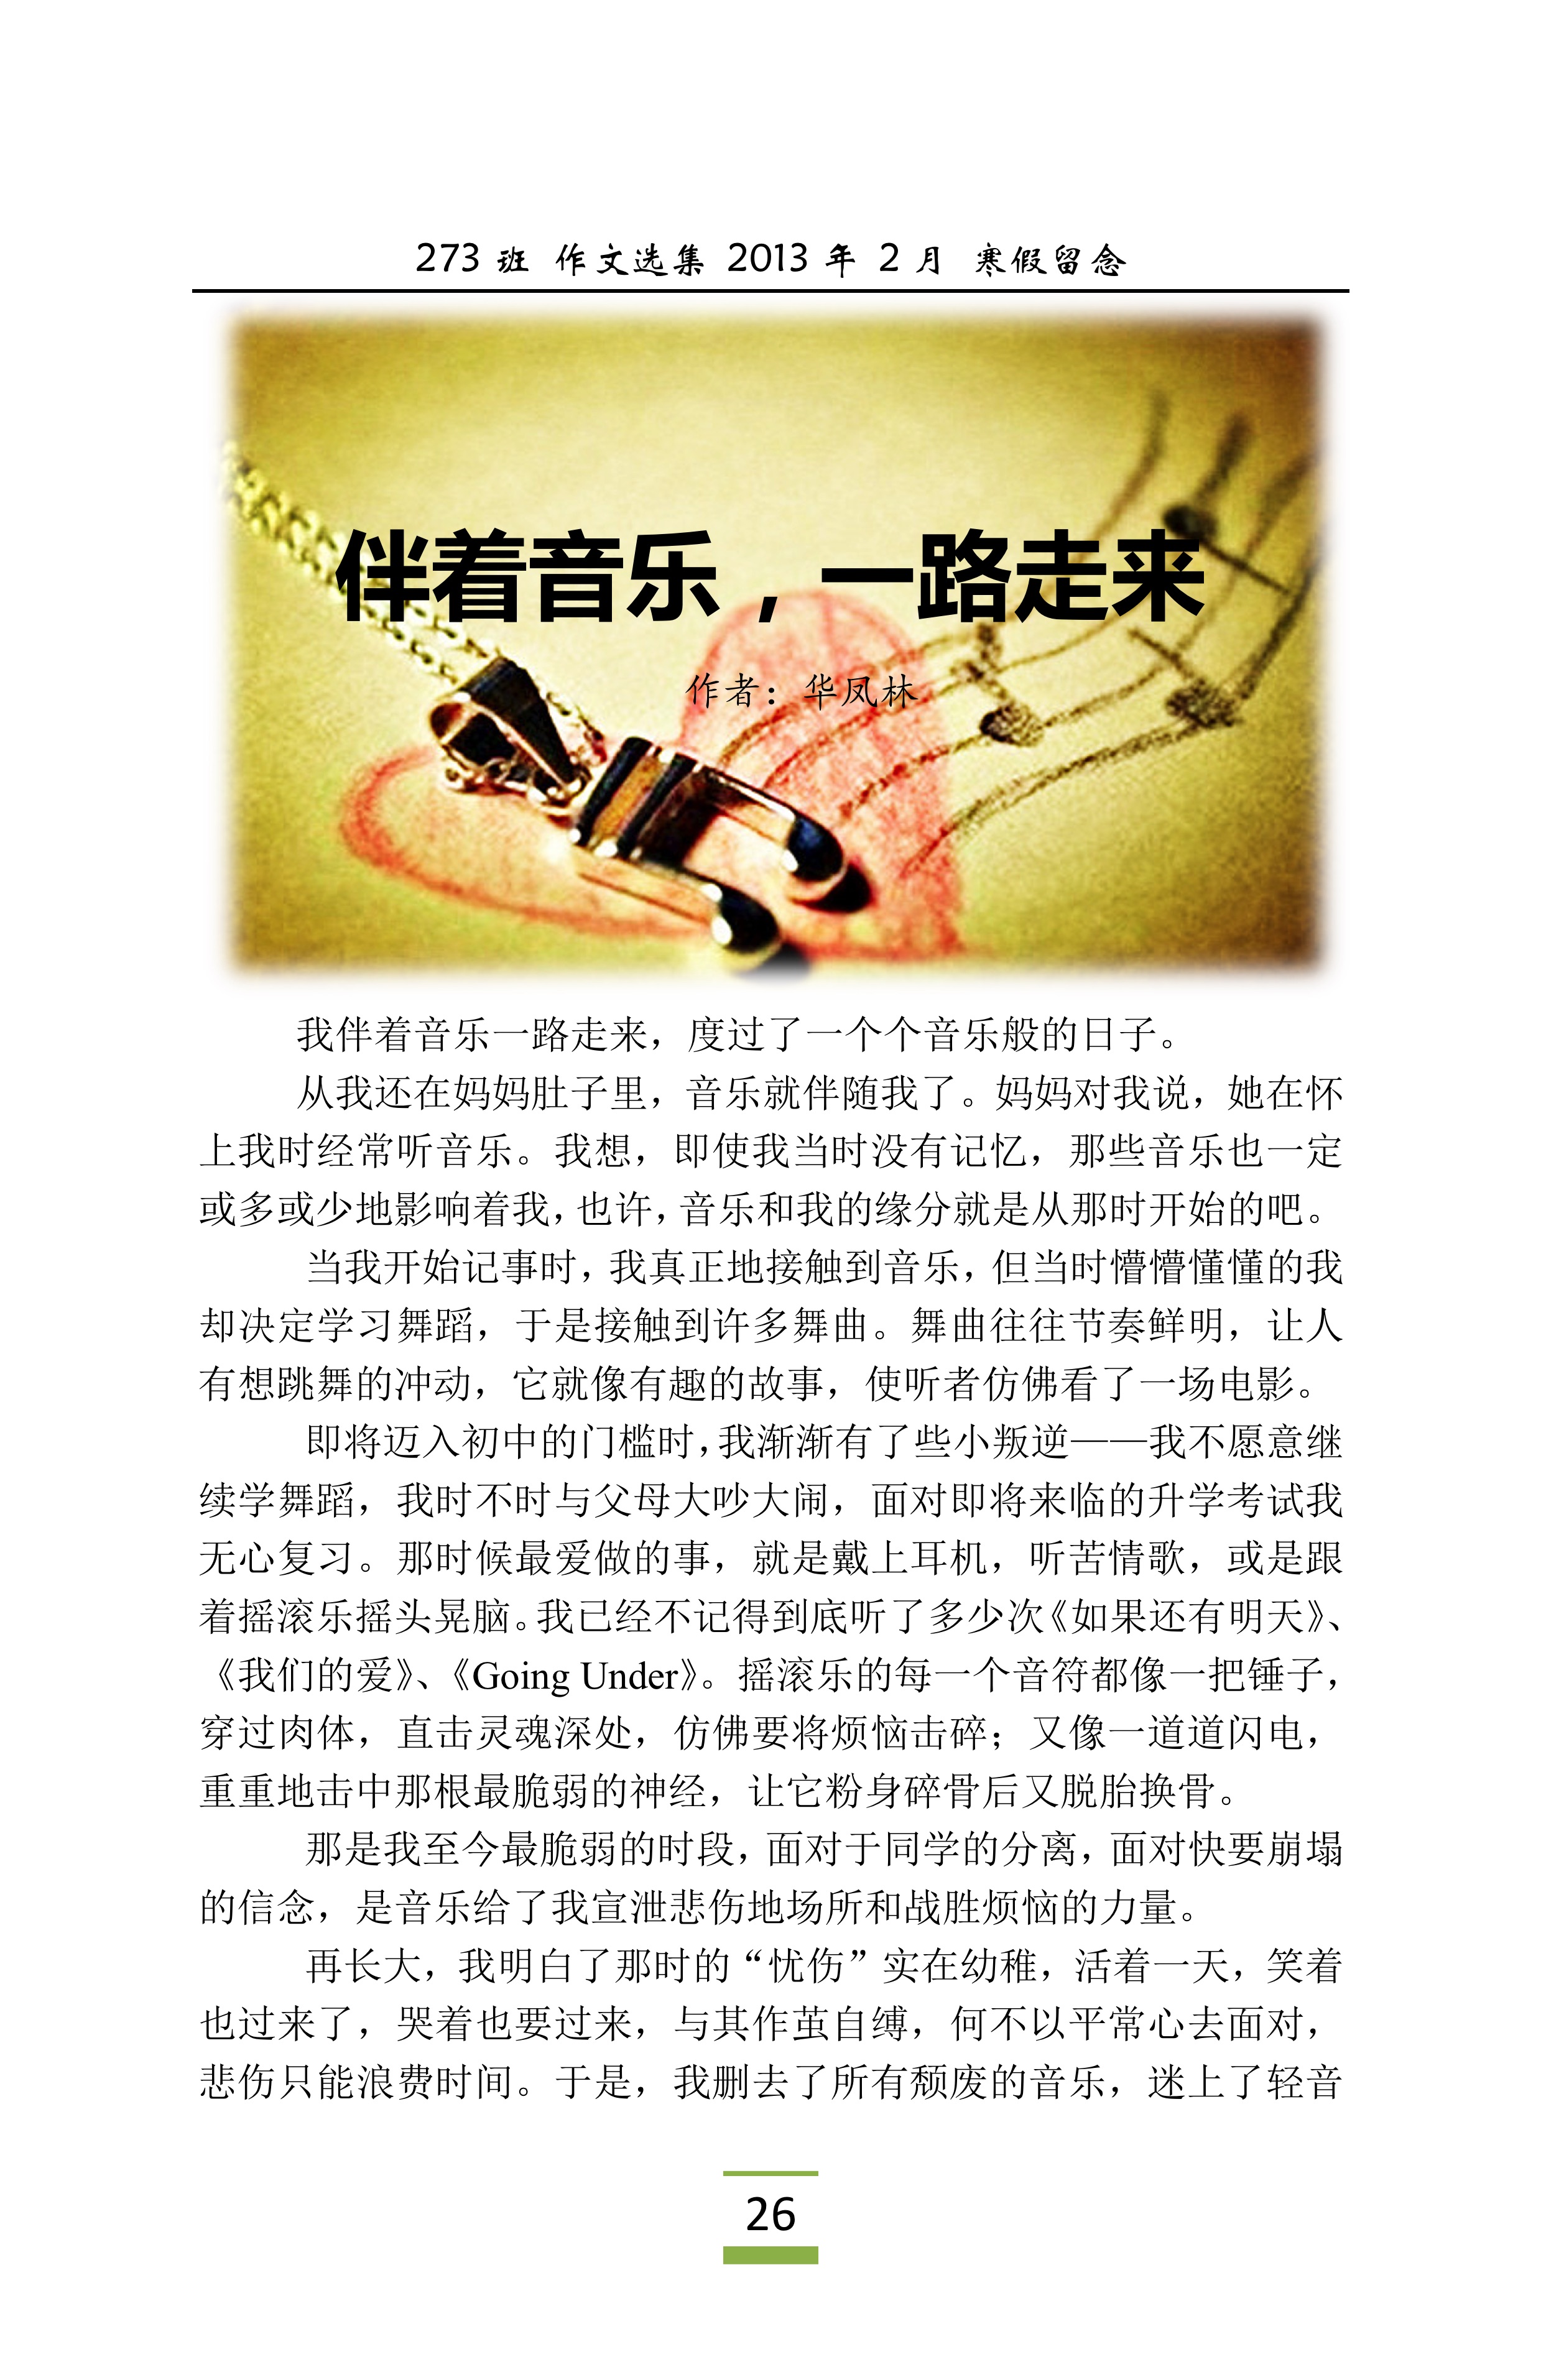 273 班 作文选集 2013 年 2 月 寒假留念
伴着音乐，一路走来
作者：华凤林
我伴着音乐一路走来，度过了一个个音乐般的日子。
从我还在妈妈肚子里，音乐就伴随我了。妈妈对我说，她在怀
上我时经常听音乐。我想，即使我当时没有记忆，那些音乐也一定
或多或少地影响着我，也许，音乐和我的缘分就是从那时开始的吧。
当我开始记事时，我真正地接触到音乐，但当时懵懵懂懂的我
却决定学习舞蹈，于是接触到许多舞曲。舞曲往往节奏鲜明，让人
有想跳舞的冲动，它就像有趣的故事，使听者仿佛看了一场电影。
即将迈入初中的门槛时，我渐渐有了些小叛逆——我不愿意继
续学舞蹈，我时不时与父母大吵大闹，面对即将来临的升学考试我
无心复习。那时候最爱做的事，就是戴上耳机，听苦情歌，或是跟
着摇滚乐摇头晃脑。我已经不记得到底听了多少次《如果还有明天》、
《我们的爱》、《Going Under》。摇滚乐的每一个音符都像一把锤子，
穿过肉体，直击灵魂深处，仿佛要将烦恼击碎；又像一道道闪电，
重重地击中那根最脆弱的神经，让它粉身碎骨后又脱胎换骨。
那是我至今最脆弱的时段，面对于同学的分离，面对快要崩塌
的信念，是音乐给了我宣泄悲伤地场所和战胜烦恼的力量。
再长大，我明白了那时的“忧伤”实在幼稚，活着一天，笑着
也过来了，哭着也要过来，与其作茧自缚，何不以平常心去面对，
悲伤只能浪费时间。于是，我删去了所有颓废的音乐，迷上了轻音
26